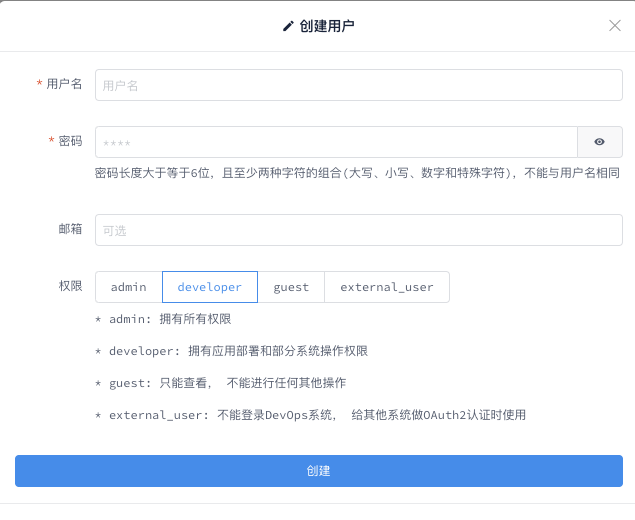 创建用户
* 用户名
用户名
* 密码
****
密码长度大于等于6位，且至少两种字符的组合(大写、小写、数字和特殊字符)，不能与用户名相同
邮箱
可选
权限
admin developer guest external_user
* admin: 拥有所有权限
* developer: 拥有应用部署和部分系统操作权限
* guest: 只能查看， 不能进行任何其他操作
* external_user: 不能登录DevOps系统， 给其他系统做OAuth2认证时使用
创建